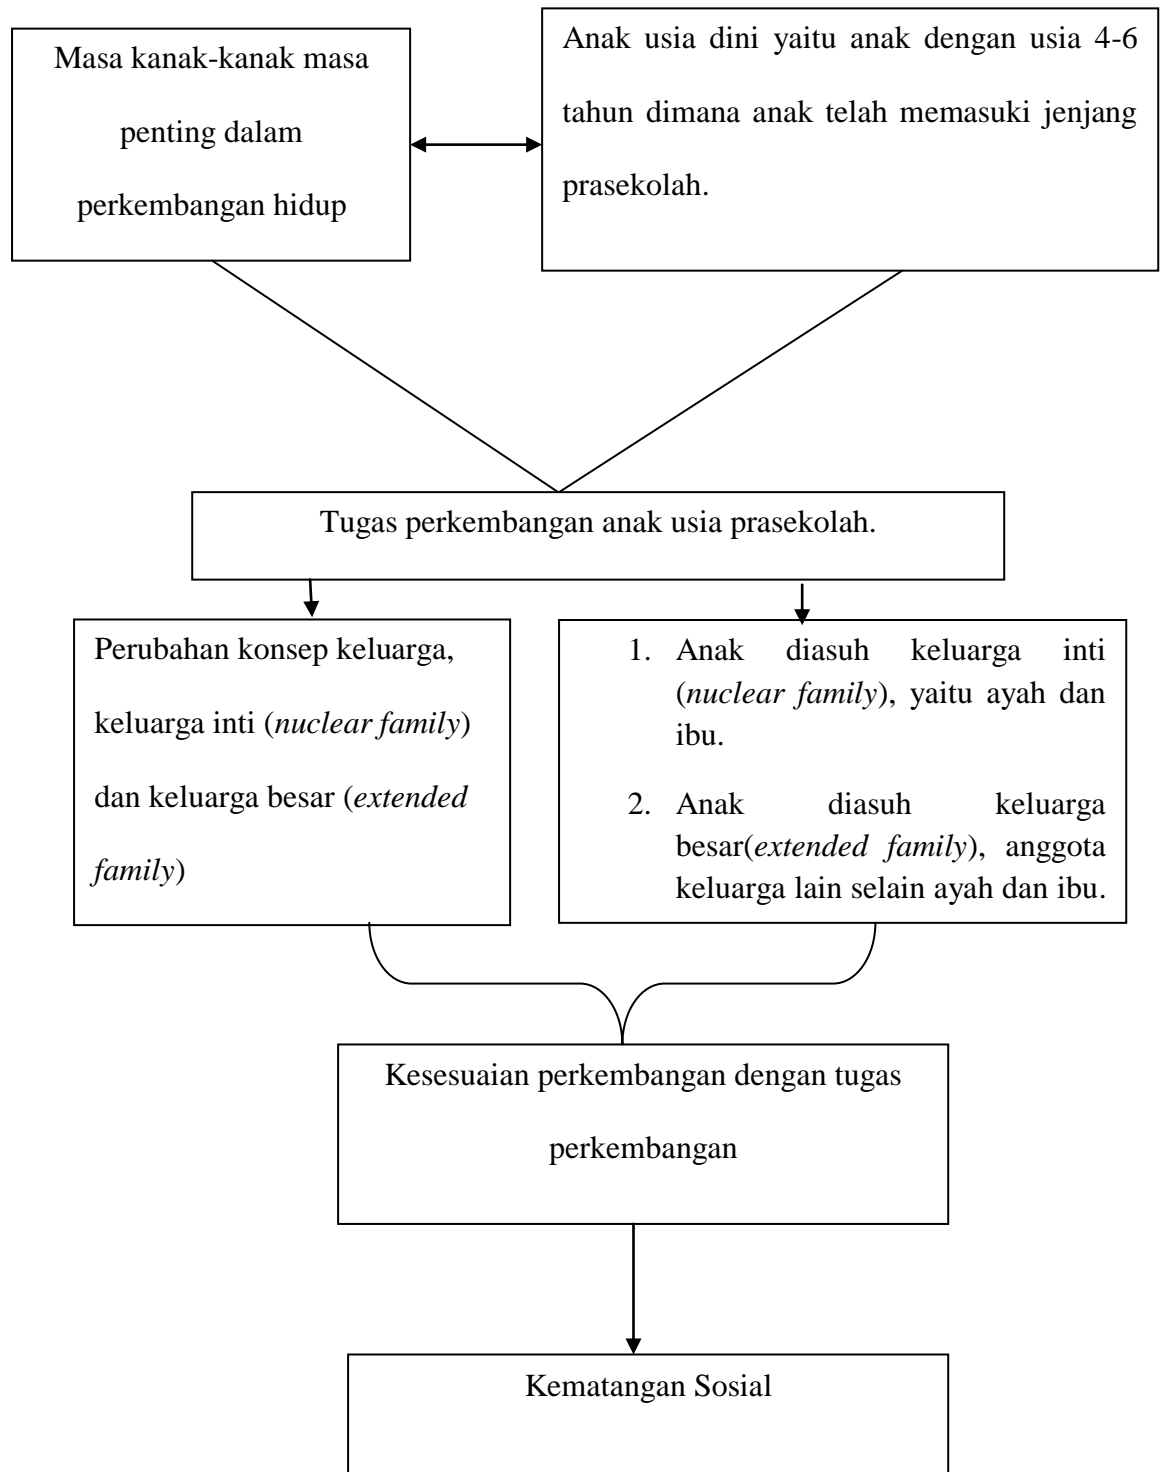 Masa kanak-kanak masa
penting dalam
perkembangan hidup
Anak usia dini yaitu anak dengan usia 4-6
tahun dimana anak telah memasuki jenjang
prasekolah.
Tugas perkembangan anak usia prasekolah.
Perubahan konsep keluarga,
keluarga inti (nuclear family)
dan keluarga besar (extended
family)
1. Anak diasuh keluarga inti
(nuclear family), yaitu ayah dan
ibu.
2. Anak diasuh keluarga
besar(extended family), anggota
keluarga lain selain ayah dan ibu.
Kesesuaian perkembangan dengan tugas
perkembangan
Kematangan Sosial